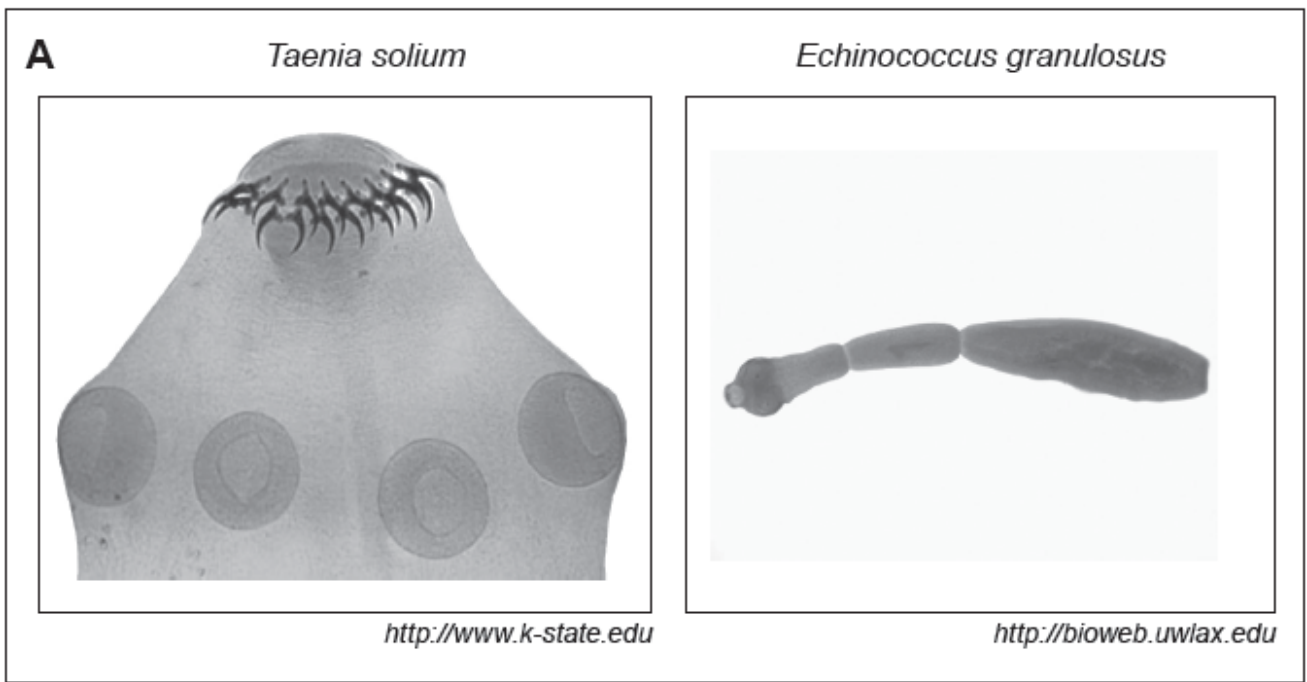 A
Taenia solium
Echinococcus granulosus
http://www.k-state.edu
http://bioweb.uwlax.edu